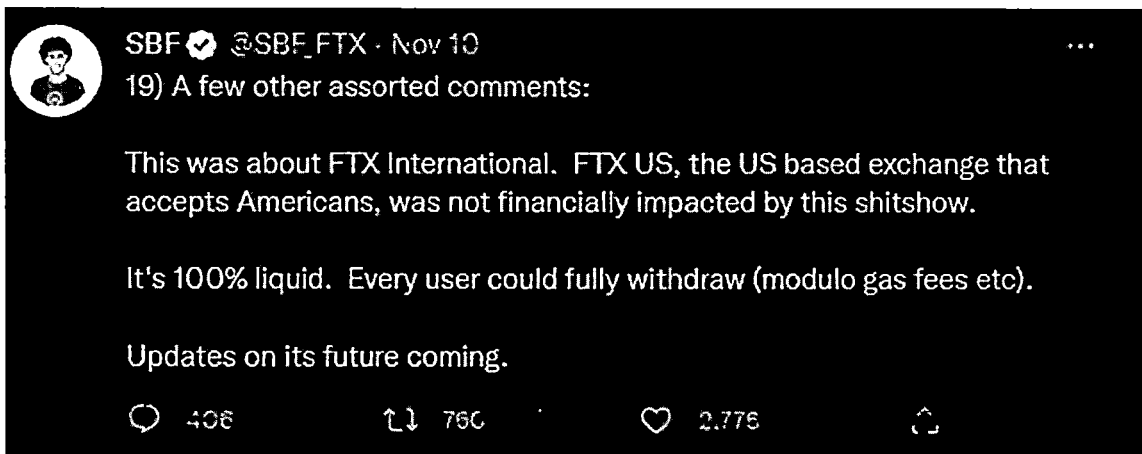 SBF @SBF_FTX · Nov 10
19) A few other assorted comments:
This was about FTX International.  FTX US, the US based exchange that
accepts Americans, was not financially impacted by this shitshow.
It's 100% liquid.  Every user could fully withdraw (modulo gas fees etc).
Updates on its future coming.
406 760 2,776